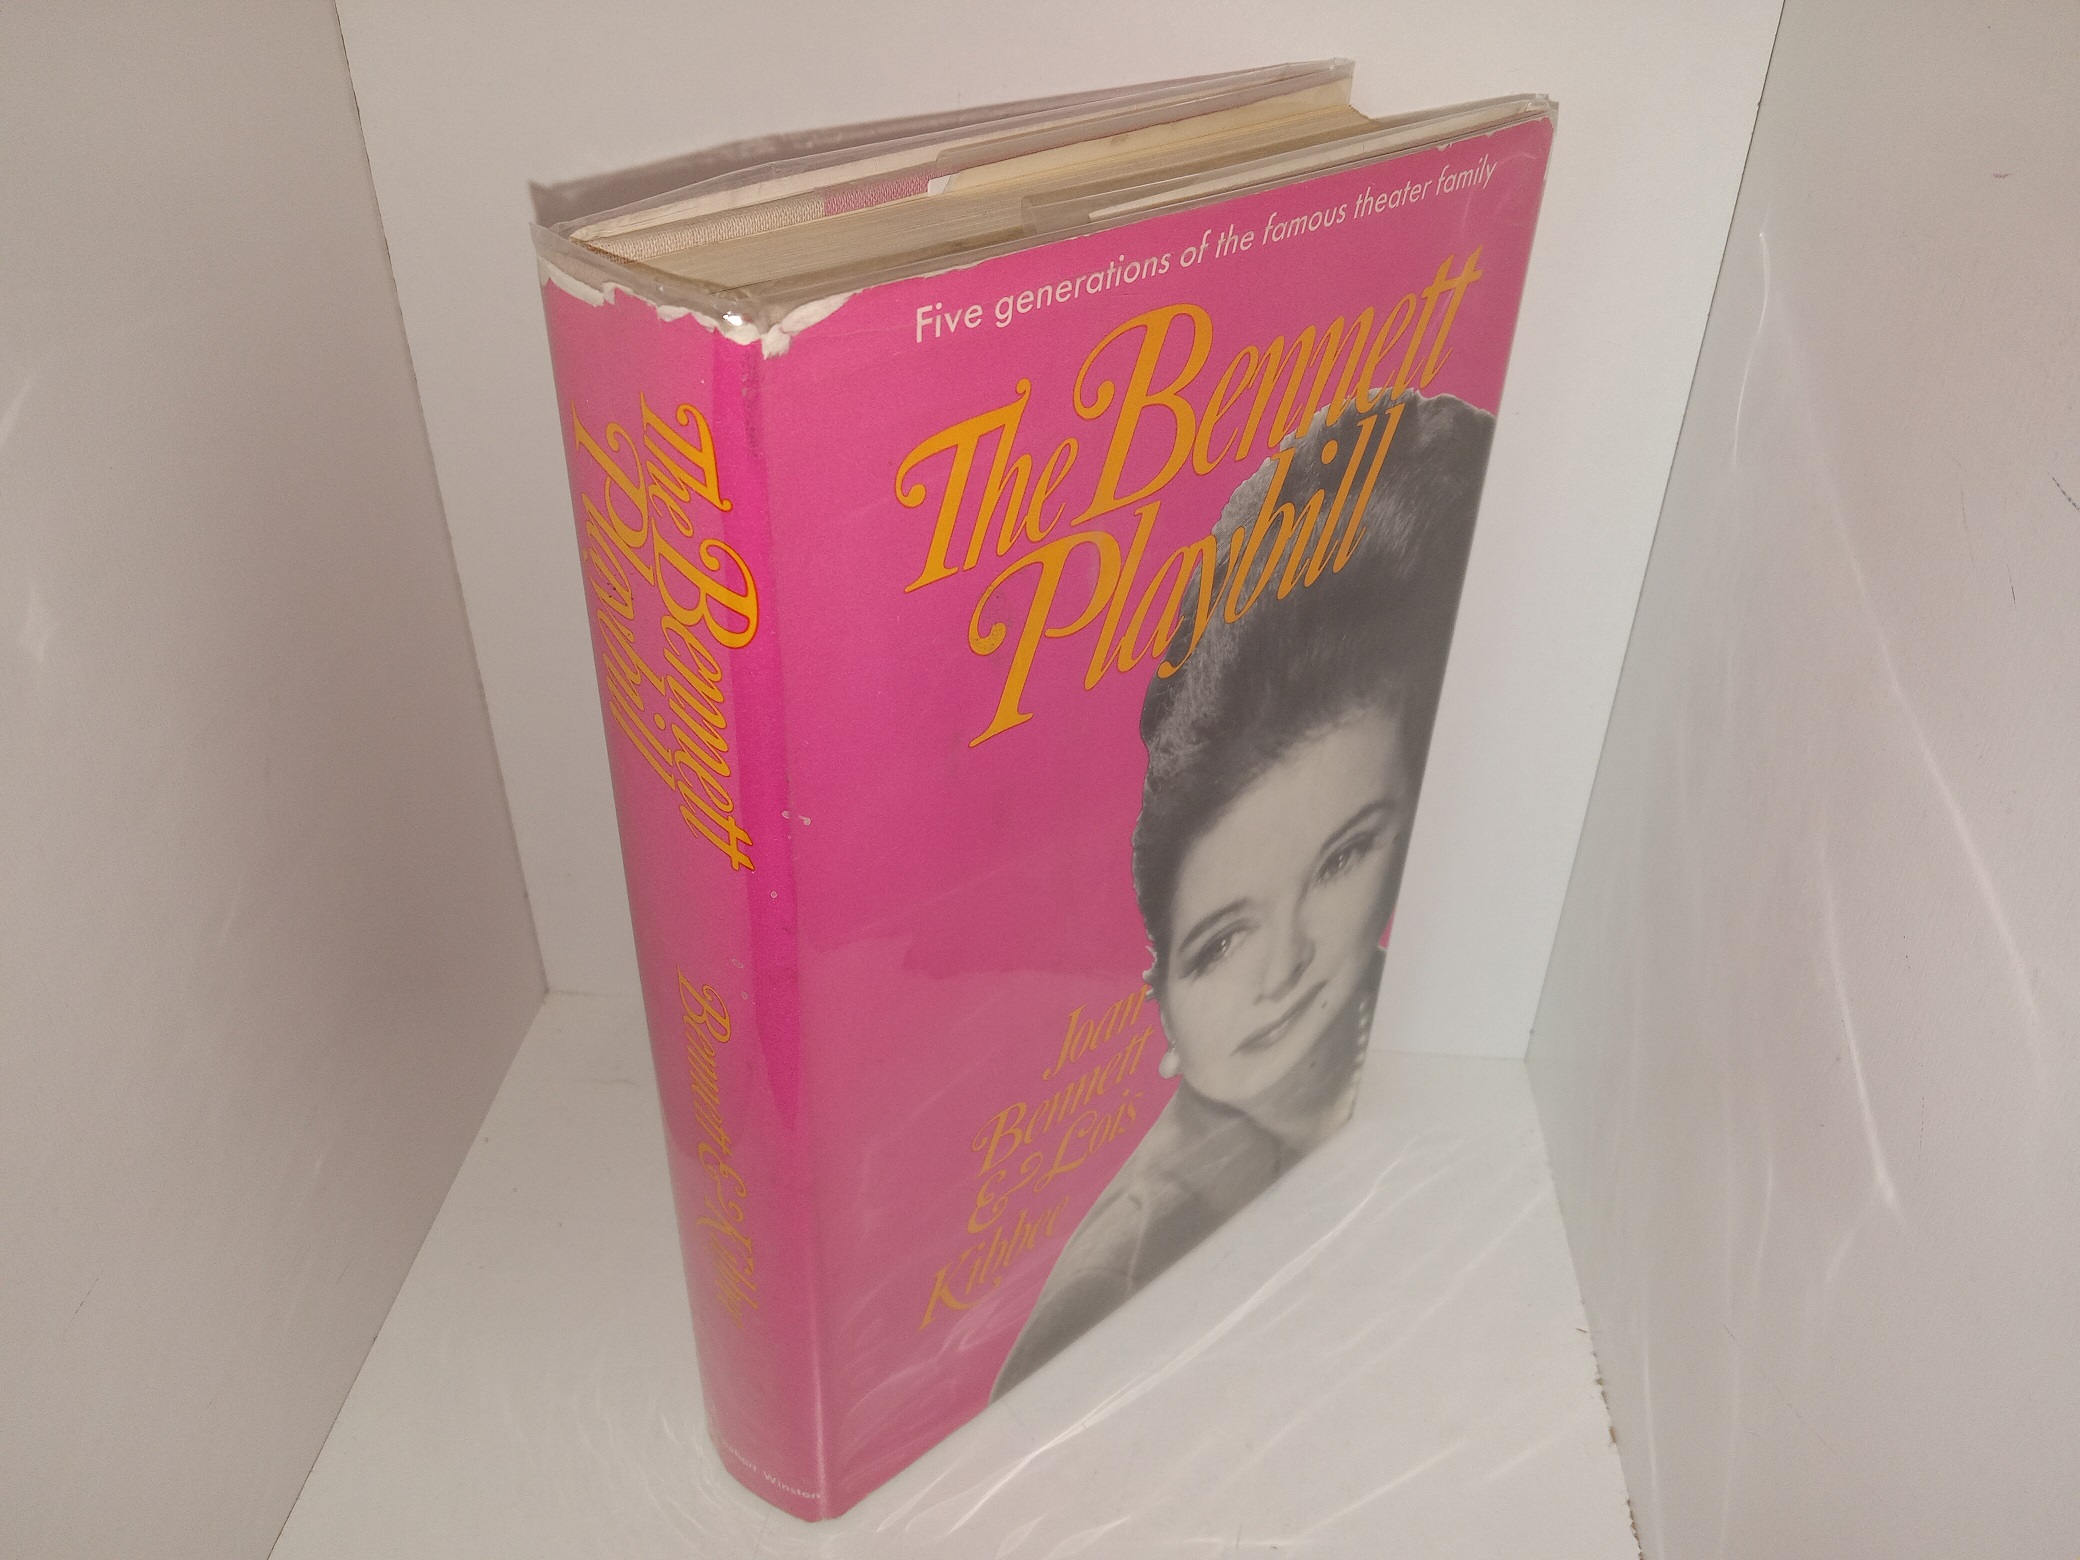 Five generations of the famous theater family
The Bennett
Playbill
Joan
Bennett
& Lois
Kibbee
The Bennett
Playbill
Bennett & Kibbee
Winston